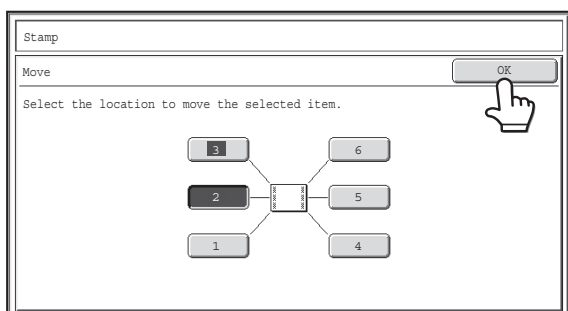 Stamp
Move OK
Select the location to move the selected item.
3 6
2 5
1 4